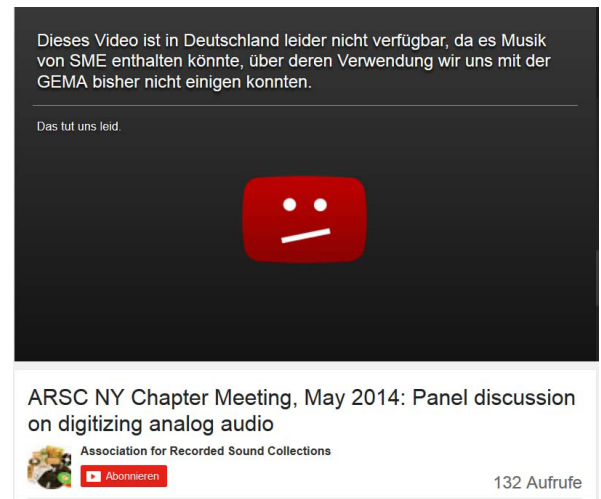 Dieses Video ist in Deutschland leider nicht verfügbar, da es Musik
von SME enthalten könnte, über deren Verwendung wir uns mit der
GEMA bisher nicht einigen konnten.
Das tut uns leid.
ARSC NY Chapter Meeting, May 2014: Panel discussion
on digitizing analog audio
Association for Recorded Sound Collections
Abonnieren
132 Aufrufe